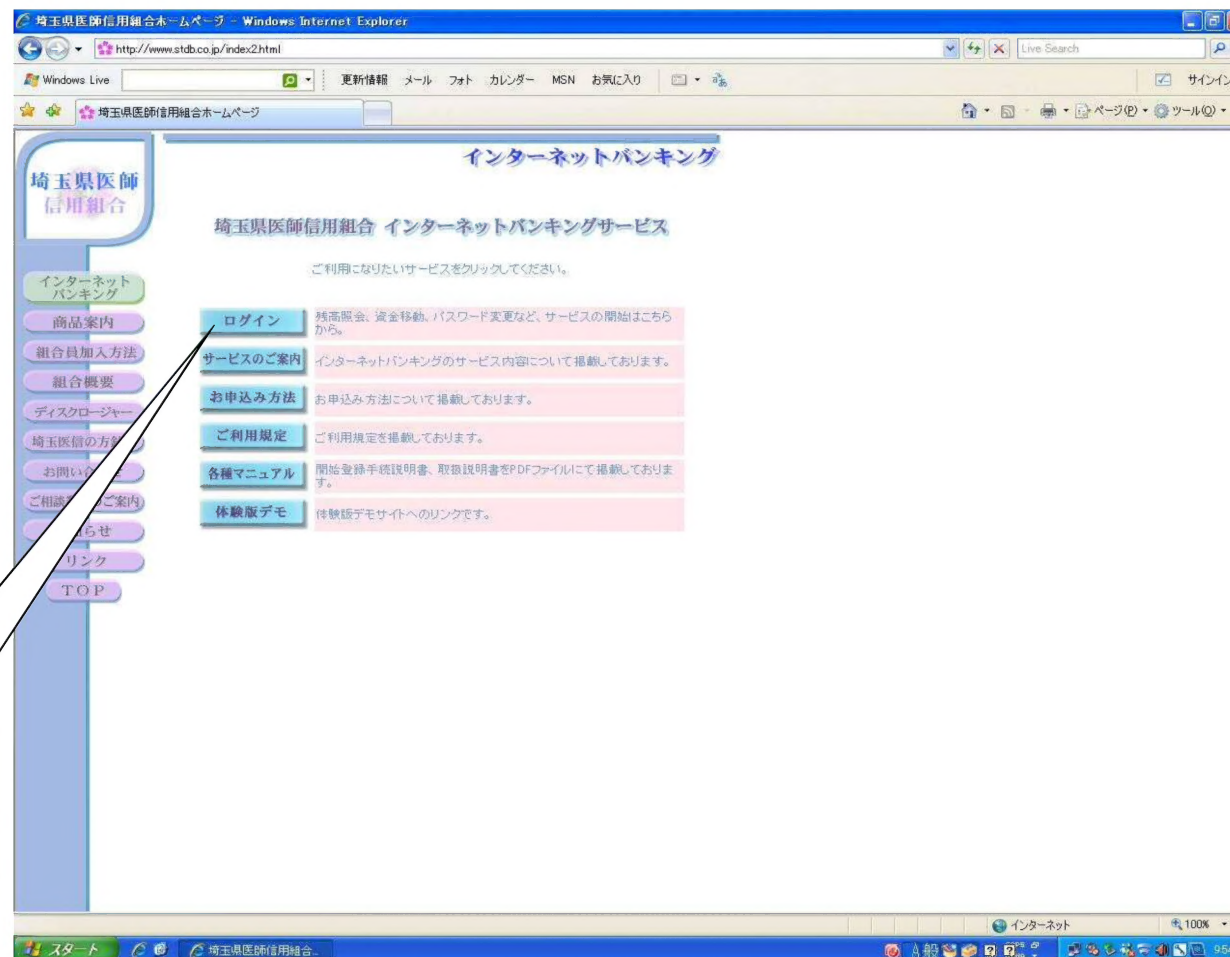 埼玉県医師信用組合ホームページ - Windows Internet Explorer
http://www.stdb.co.jp/index2.html
Live Search
Windows Live
更新情報 メール フォト カレンダー MSN お気に入り
サインイン
埼玉県医師信用組合ホームページ
ページ(P) ツール(O)
埼玉県医師
信用組合
インターネットバンキング
埼玉県医師信用組合 インターネットバンキングサービス
ご利用になりたいサービスをクリックしてください。
インターネット
バンキング
商品案内
組合員加入方法
組合概要
ディスクロージャー
埼玉医信の方
お問い合
ご相談 のご案内
らせ
リンク
TOP
ログイン
残高照会、資金移動、パスワード変更など、サービスの開始はこちら
から。
サービスのご案内
インターネットバンキングのサービス内容について掲載しております。
お申込み方法
お申込み方法について掲載しております。
ご利用規定
ご利用規定を掲載しております。
各種マニュアル
開始登録手続説明書、取扱説明書をPDFファイルにて掲載しておりま
す。
体験版デモ
体験版デモサイトへのリンクです。
インターネット
100%
スタート
埼玉県医師信用組合...
A 般